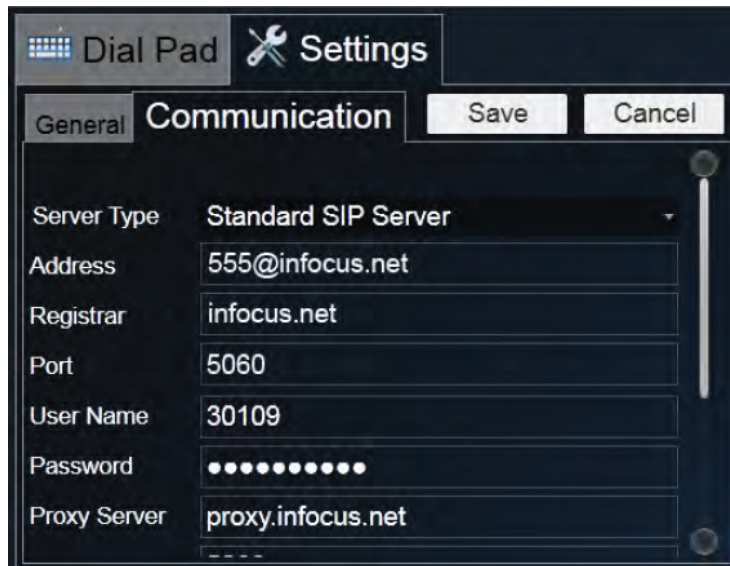 Dial Pad Settings
General Communication Save Cancel
Server Type Standard SIP Server
Address 555@infocus.net
Registrar infocus.net
Port 5060
User Name 30109
Password ●●●●●●●●●●
Proxy Server proxy.infocus.net